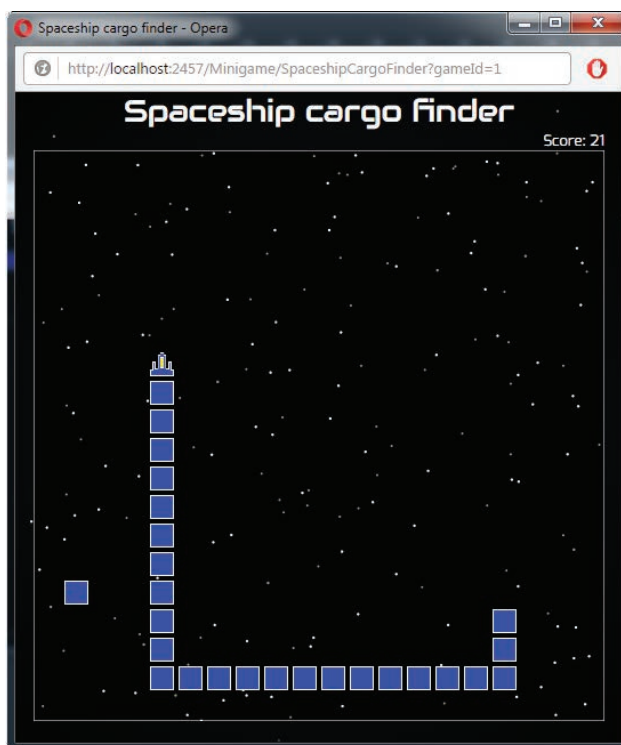 Spaceship cargo finder - Opera
http://localhost:2457/Minigame/SpaceshipCargoFinder?gameId=1
Spaceship cargo finder
Score: 21